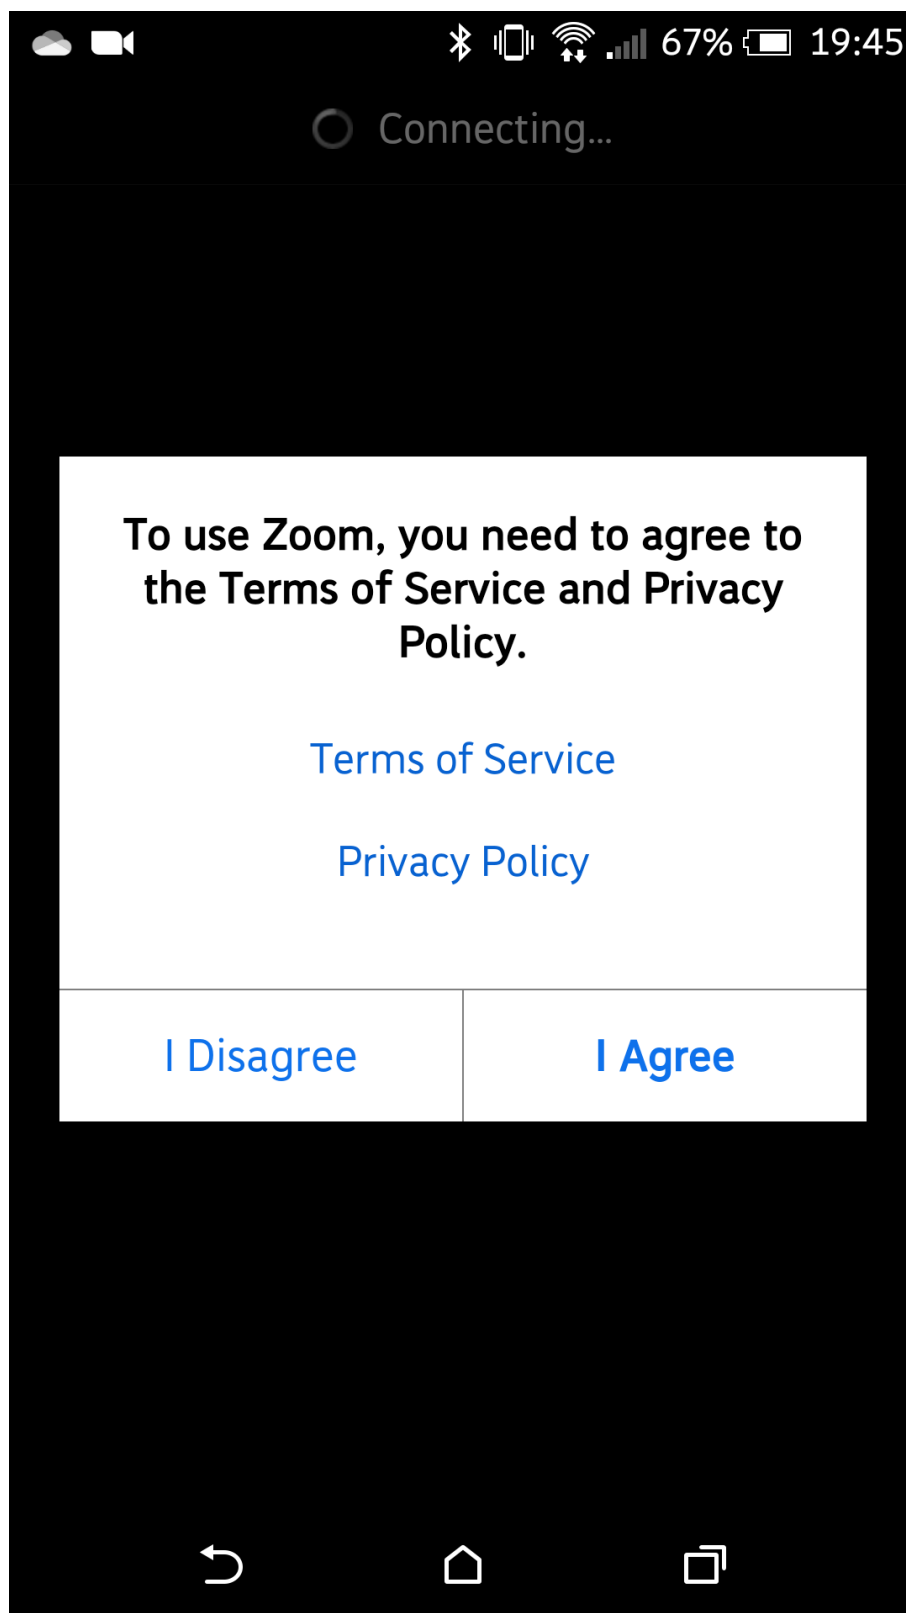 67% 19:45
Connecting...
To use Zoom, you need to agree to
the Terms of Service and Privacy
Policy.
Terms of Service
Privacy Policy
I Disagree I Agree